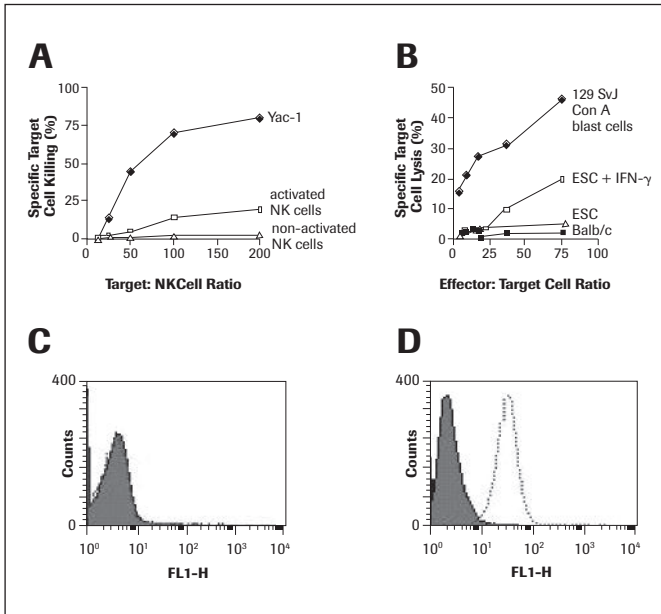 A
100
75
50
25
0
0
50
100
150
200
Specific Target
Cell Killing (%)
Yac-1
activated
NK cells
non-activated
NK cells
Target: NKCell Ratio
B
50
40
30
20
10
0
0
25
50
75
Specific Target
Cell Lysis (%)
129 SvJ
Con A
blast cells
ESC + IFN-γ
ESC
Balb/c
Effector: Target Cell Ratio
C
400
Counts
0
10⁰
10¹
10²
10³
10⁴
FL1-H
D
400
Counts
0
10⁰
10¹
10²
10³
10⁴
FL1-H